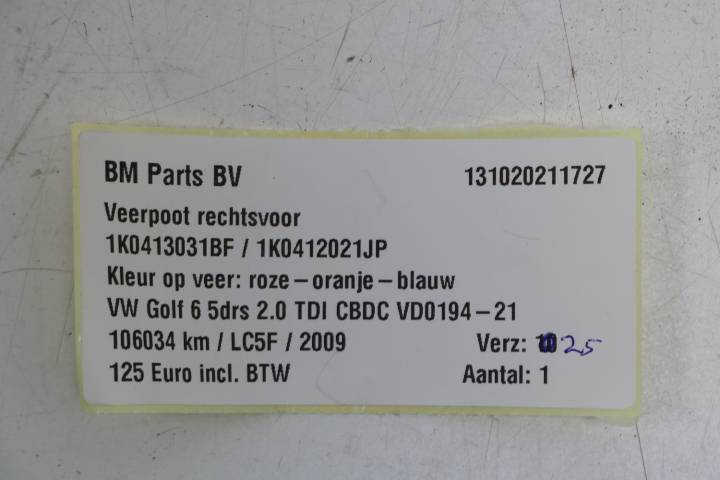 BM Parts BV 131020211727
Veerpoot rechtsvoor
1K0413031BF / 1K0412021JP
Kleur op veer: roze-oranje-blauw
VW Golf 6 5drs 2.0 TDI CBDC VD0194-21
106034 km / LC5F / 2009 Verz: 25
125 Euro incl. BTW Aantal: 1